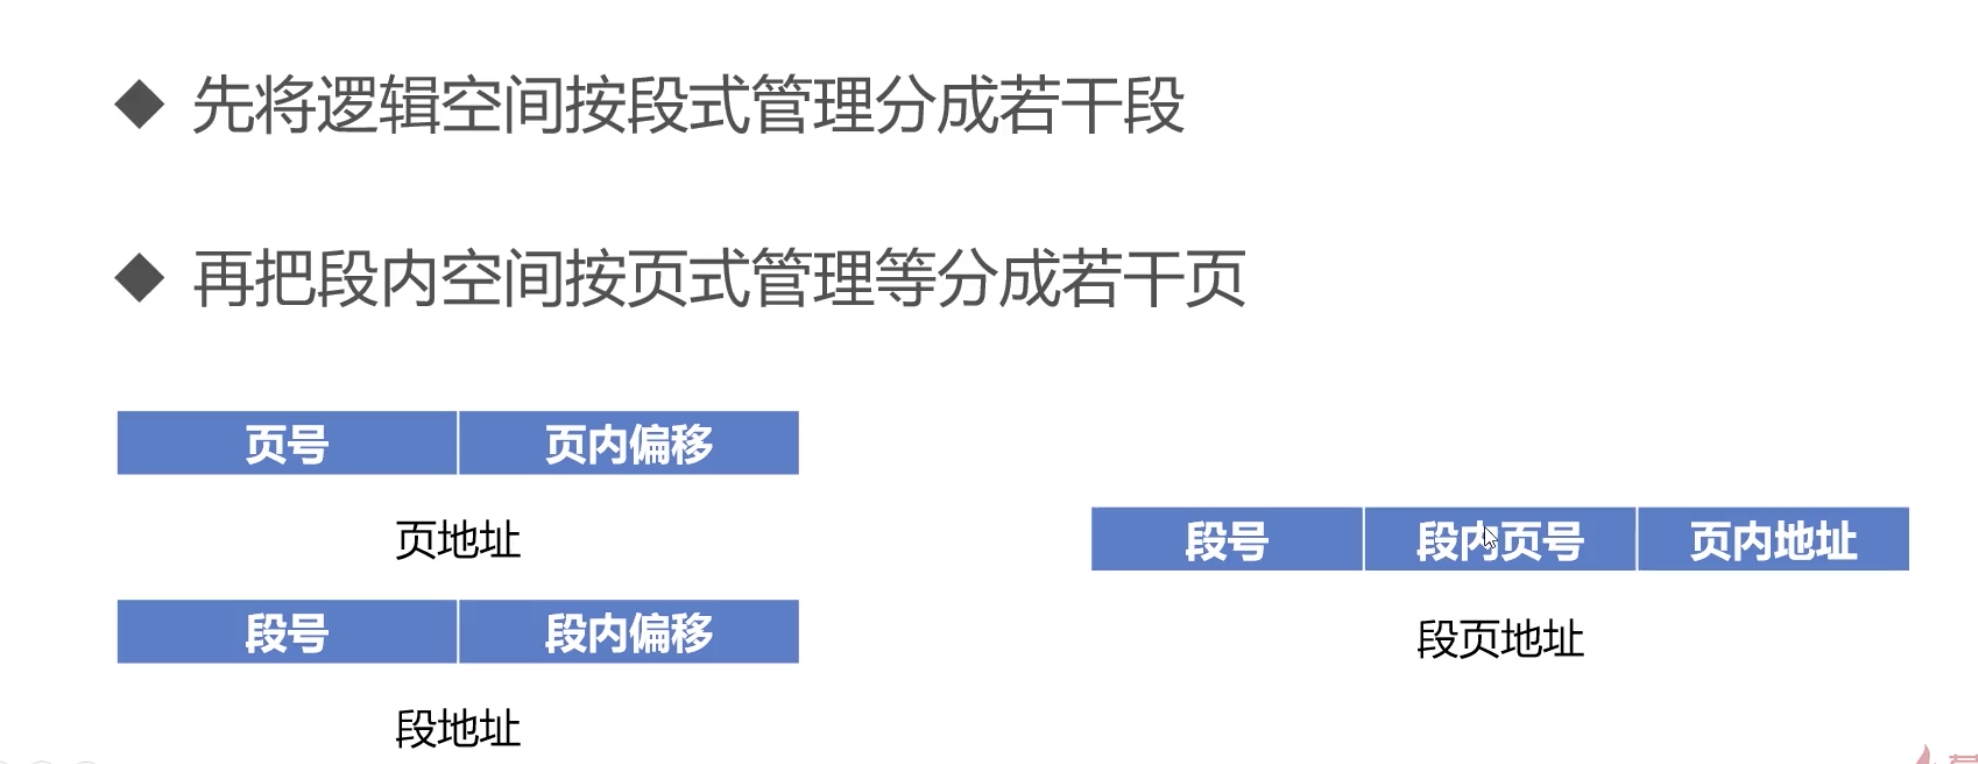 先将逻辑空间按段式管理分成若干段
再把段内空间按页式管理等分成若干页
页号 页内偏移
页地址
段号 段内偏移
段地址
段号 段内页号 页内地址
段页地址